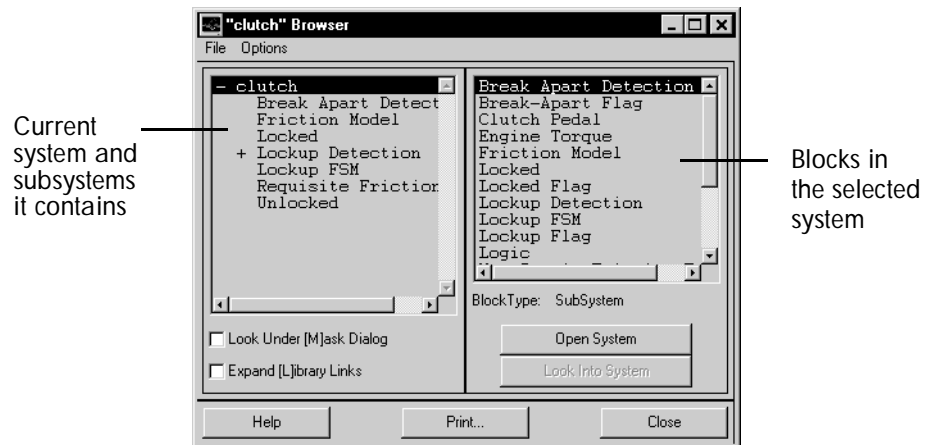 "clutch" Browser
File Options
Current
system and
subsystems
it contains
– clutch
Break Apart Detect
Friction Model
Locked
+ Lockup Detection
Lockup FSM
Requisite Friction
Unlocked
Break Apart Detection
Break-Apart Flag
Clutch Pedal
Engine Torque
Friction Model
Locked
Locked Flag
Lockup Detection
Lockup FSM
Lockup Flag
Logic
Blocks in
the selected
system
BlockType: SubSystem
Look Under [M]ask Dialog
Expand [L]ibrary Links
Open System
Look Into System
Help
Print...
Close